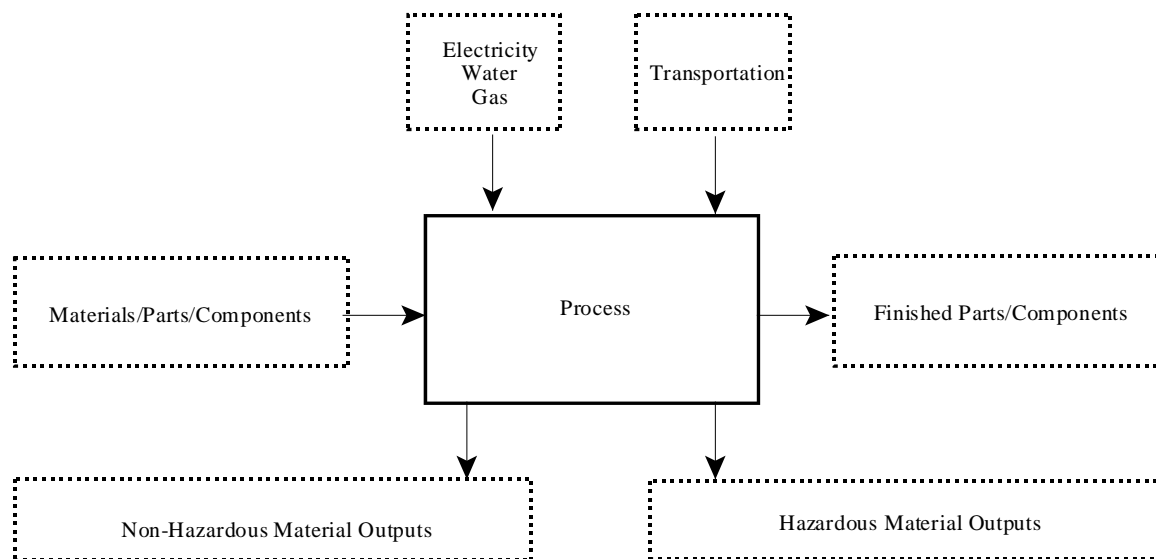 Electricity
Water
Gas
Transportation
Materials/Parts/Components
Process
Finished Parts/Components
Non-Hazardous Material Outputs
Hazardous Material Outputs